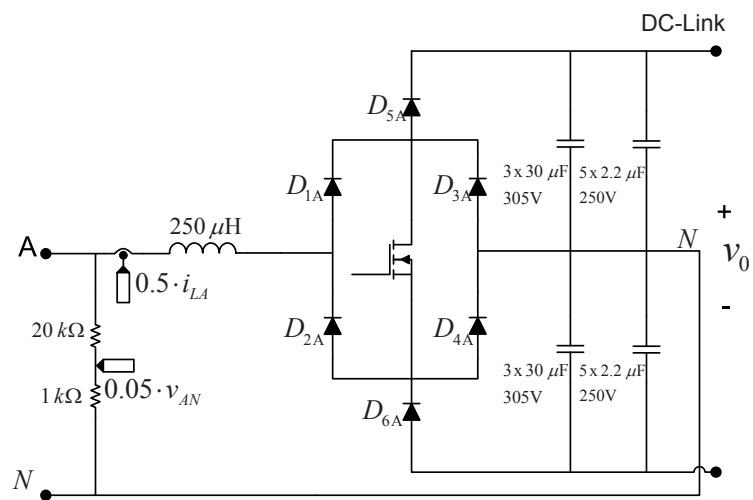 DC-Link
D5A
D1A
D3A
3 x 30 μF
305V
5 x 2.2 μF
250V
250 μH
A
N
+
v0
-
0.5·iLA
D2A
D4A
20 kΩ
3 x 30 μF
305V
5 x 2.2 μF
250V
1 kΩ
0.05·vAN
D6A
N